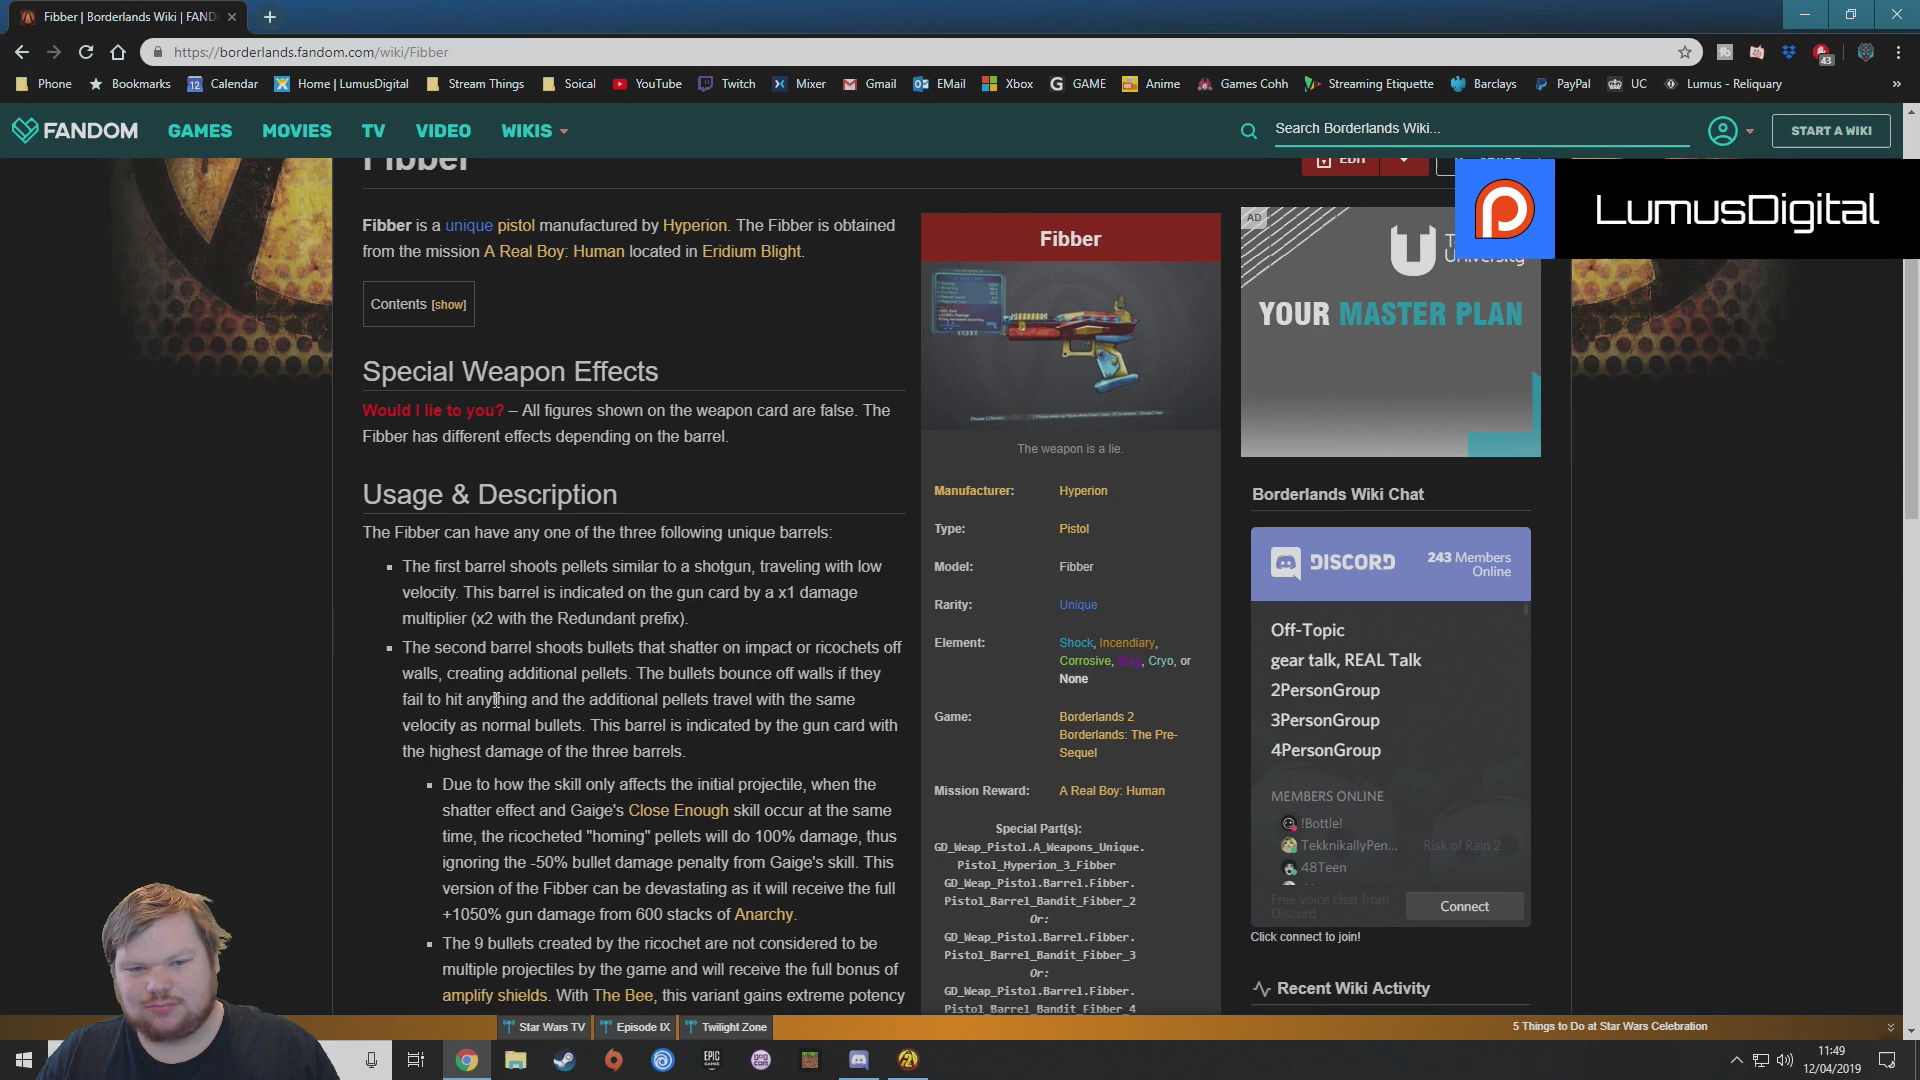 Fibber | Borderlands Wiki | FAND
https://borderlands.fandom.com/wiki/Fibber
43
Phone
Bookmarks
12
Calendar
Home | LumusDigital
Stream Things
Soical
YouTube
Twitch
Mixer
Gmail
EMail
Xbox
GAME
Anime
Games Cohh
Streaming Etiquette
Barclays
PayPal
UC
Lumus - Reliquary
»
FANDOM
GAMES
MOVIES
TV
VIDEO
WIKIS
Search Borderlands Wiki...
START A WIKI
Fibber
EDIT
LumusDigital
Fibber is a unique pistol manufactured by Hyperion. The Fibber is obtained
from the mission A Real Boy: Human located in Eridium Blight.
Contents [show]
Special Weapon Effects
Would I lie to you? – All figures shown on the weapon card are false. The
Fibber has different effects depending on the barrel.
Usage & Description
The Fibber can have any one of the three following unique barrels:
The first barrel shoots pellets similar to a shotgun, traveling with low
velocity. This barrel is indicated on the gun card by a x1 damage
multiplier (x2 with the Redundant prefix).
The second barrel shoots bullets that shatter on impact or ricochets off
walls, creating additional pellets. The bullets bounce off walls if they
fail to hit anything and the additional pellets travel with the same
velocity as normal bullets. This barrel is indicated by the gun card with
the highest damage of the three barrels.
Due to how the skill only affects the initial projectile, when the
shatter effect and Gaige's Close Enough skill occur at the same
time, the ricocheted "homing" pellets will do 100% damage, thus
ignoring the -50% bullet damage penalty from Gaige's skill. This
version of the Fibber can be devastating as it will receive the full
+1050% gun damage from 600 stacks of Anarchy.
The 9 bullets created by the ricochet are not considered to be
multiple projectiles by the game and will receive the full bonus of
amplify shields. With The Bee, this variant gains extreme potency
Fibber
The weapon is a lie.
Manufacturer: Hyperion
Type: Pistol
Model: Fibber
Rarity: Unique
Element: Shock, Incendiary,
Corrosive, Slag, Cryo, or
None
Game: Borderlands 2
Borderlands: The Pre-
Sequel
Mission Reward: A Real Boy: Human
Special Part(s):
GD_Weap_Pistol.A_Weapons_Unique.
Pistol_Hyperion_3_Fibber
GD_Weap_Pistol.Barrel.Fibber.
Pistol_Barrel_Bandit_Fibber_2
Or:
GD_Weap_Pistol.Barrel.Fibber.
Pistol_Barrel_Bandit_Fibber_3
Or:
GD_Weap_Pistol.Barrel.Fibber.
Pistol_Barrel_Bandit_Fibber_4
AD
University
YOUR MASTER PLAN
Borderlands Wiki Chat
DISCORD
243 Members
Online
Off-Topic
gear talk, REAL Talk
2PersonGroup
3PersonGroup
4PersonGroup
MEMBERS ONLINE
!Bottle!
TekknikallyPen... Risk of Rain 2
48Teen
Free voice chat from
Discord
Connect
Click connect to join!
Recent Wiki Activity
Star Wars TV
Episode IX
Twilight Zone
5 Things to Do at Star Wars Celebration
EPIC
GAMES
gog
com
11:49
12/04/2019